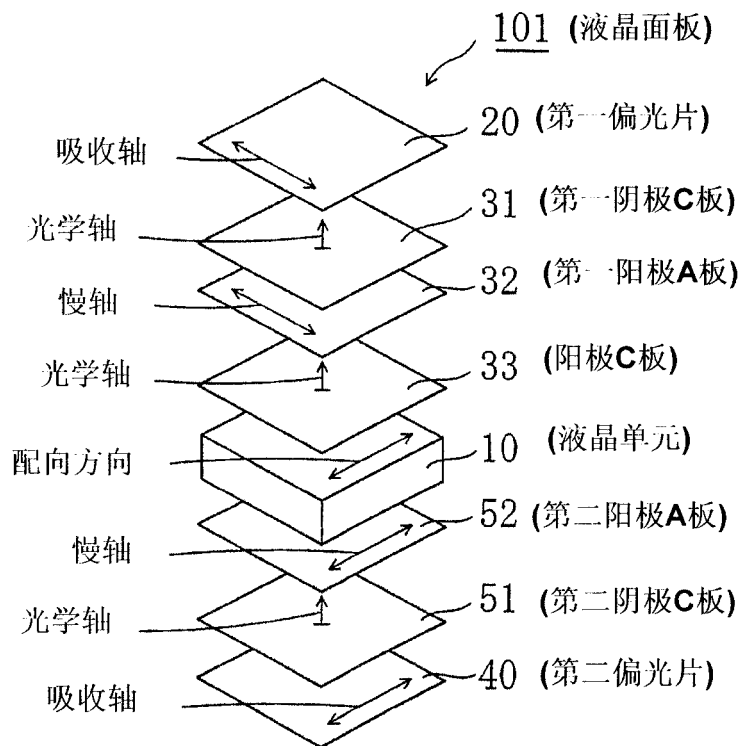 101 (液晶面板)
吸收轴
20 (第一偏光片)
光学轴
31 (第一阴极C板)
慢轴
32 (第一阳极A板)
光学轴
33 (阳极C板)
配向方向
10 (液晶单元)
慢轴
52 (第二阳极A板)
光学轴
51 (第二阴极C板)
吸收轴
40 (第二偏光片)